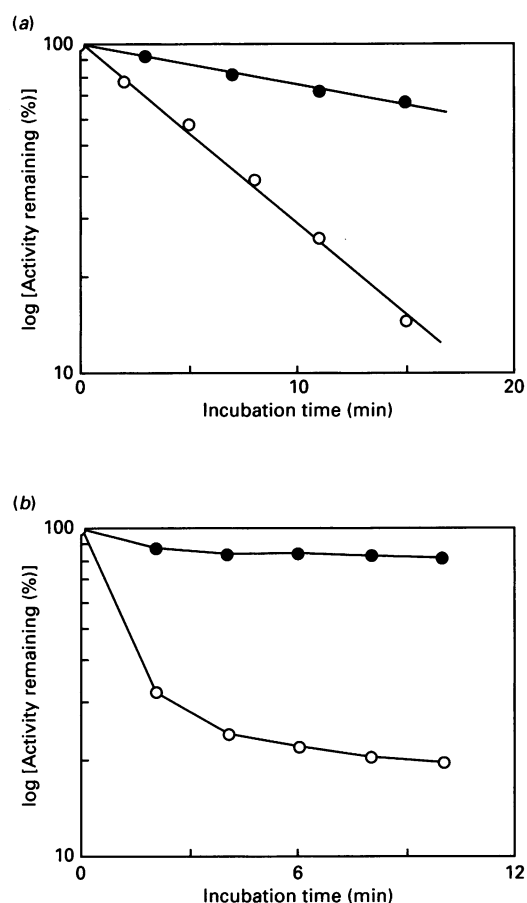 (a)
100
log [Activity remaining (%)]
10
0
10
20
Incubation time (min)
(b)
100
log [Activity remaining (%)]
10
0
6
12
Incubation time (min)